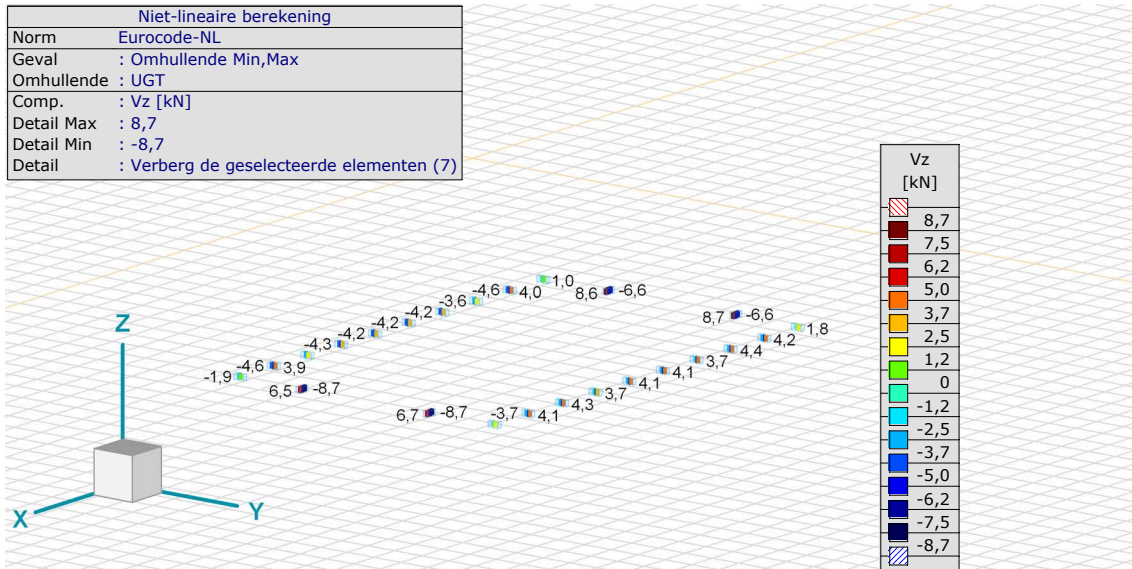 Niet-lineaire berekening
Norm Eurocode-NL
Geval : Omhullende Min,Max
Omhullende : UGT
Comp. : Vz [kN]
Detail Max : 8,7
Detail Min : -8,7
Detail : Verberg de geselecteerde elementen (7)
Vz
[kN]
8,7
7,5
6,2
5,0
3,7
2,5
1,2
0
-1,2
-2,5
-3,7
-5,0
-6,2
-7,5
-8,7
1,0
-4,6 4,0 8,6 -6,6
-3,6
-4,2 8,7 -6,6
-4,2 1,8
-4,2 4,2
-4,3 4,4
-4,6 3,9 3,7
-1,9 4,1
6,5 -8,7 4,1
3,7
4,3
6,7 -8,7 -3,7 4,1
Z
X
Y